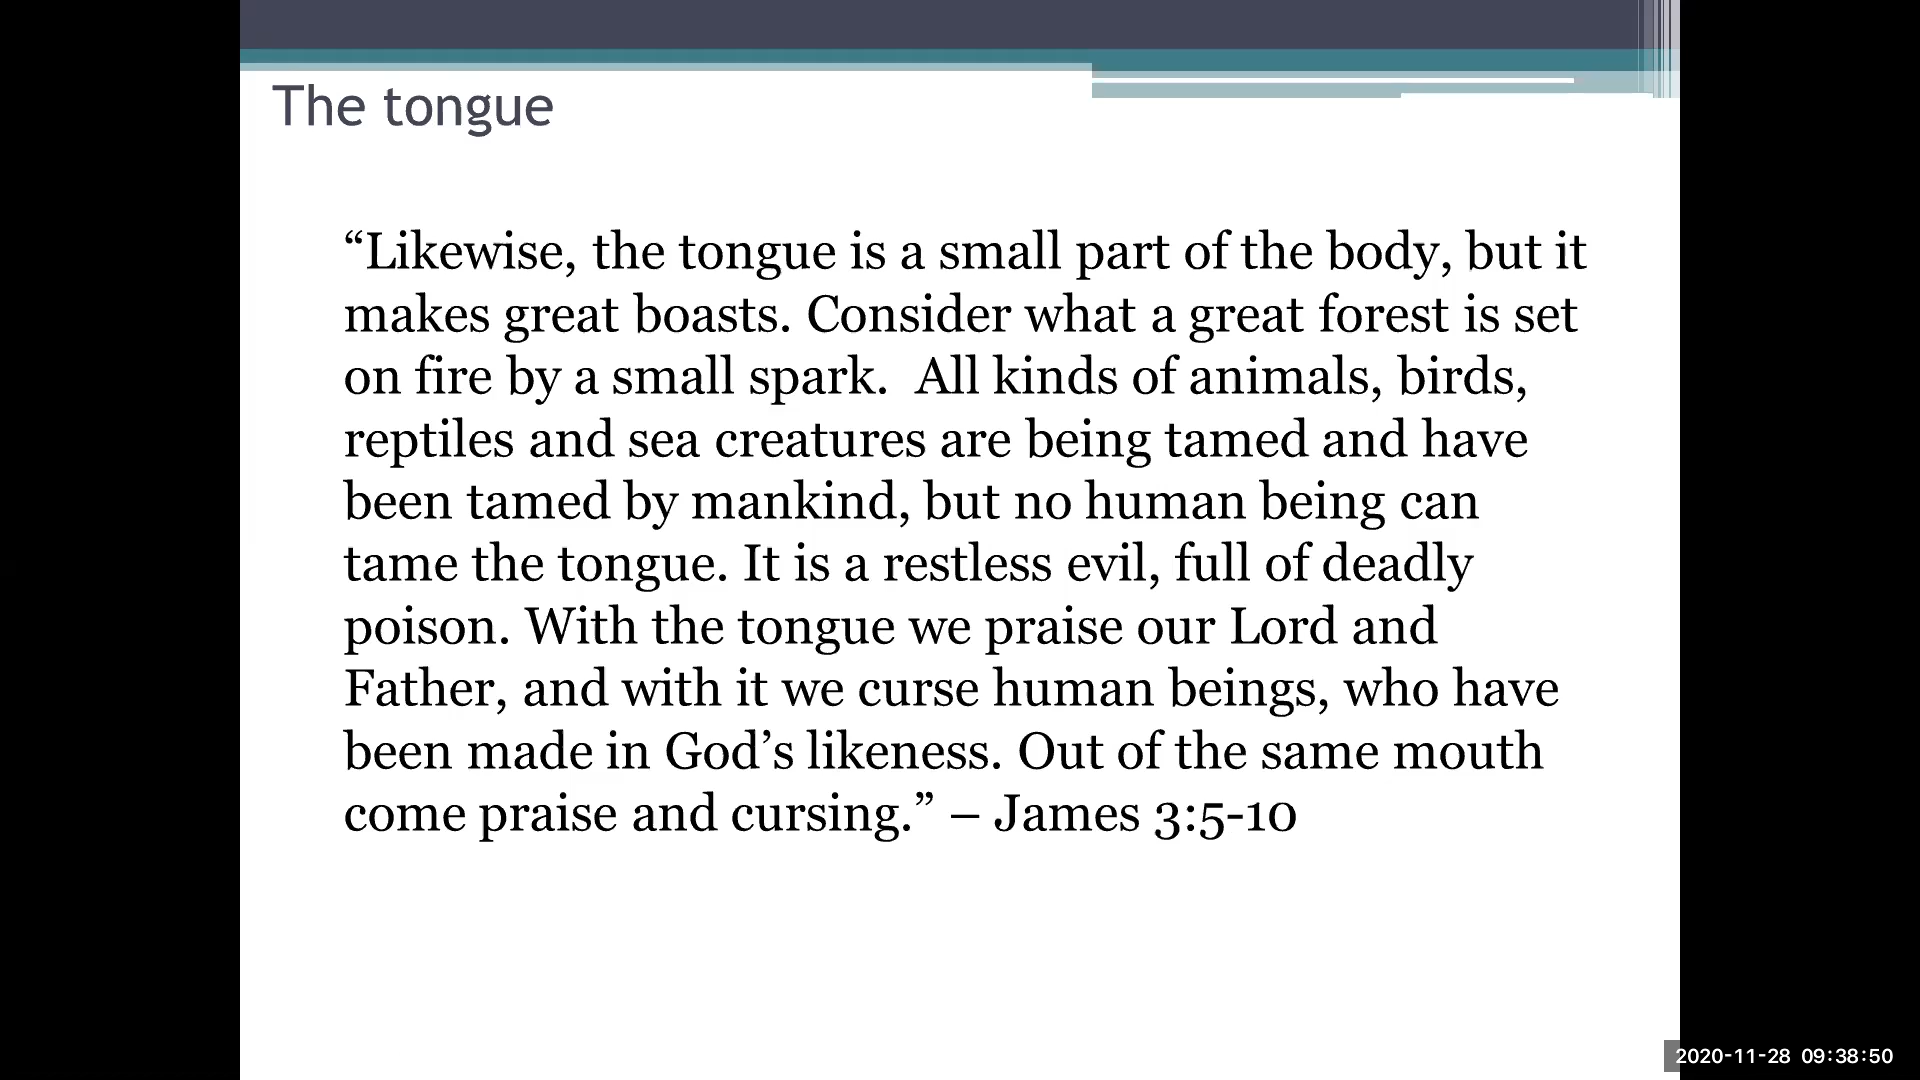 The tongue
“Likewise, the tongue is a small part of the body, but it
makes great boasts. Consider what a great forest is set
on fire by a small spark.  All kinds of animals, birds,
reptiles and sea creatures are being tamed and have
been tamed by mankind, but no human being can
tame the tongue. It is a restless evil, full of deadly
poison. With the tongue we praise our Lord and
Father, and with it we curse human beings, who have
been made in God’s likeness. Out of the same mouth
come praise and cursing.” – James 3:5-10
2020-11-28 09:38:50